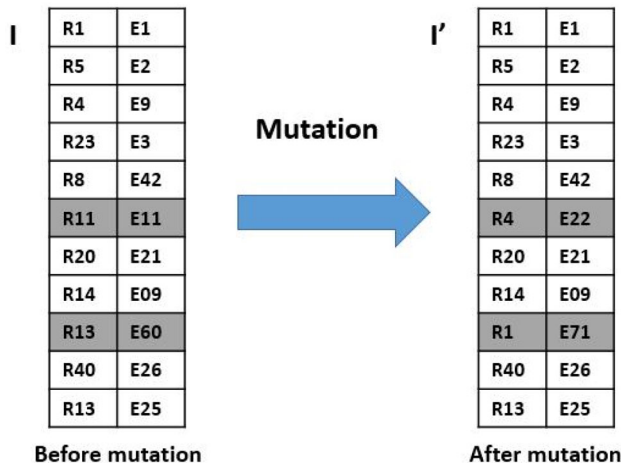 I
R1 E1
R5 E2
R4 E9
R23 E3
R8 E42
R11 E11
R20 E21
R14 E09
R13 E60
R40 E26
R13 E25
Before mutation
Mutation
I’
R1 E1
R5 E2
R4 E9
R23 E3
R8 E42
R4 E22
R20 E21
R14 E09
R1 E71
R40 E26
R13 E25
After mutation